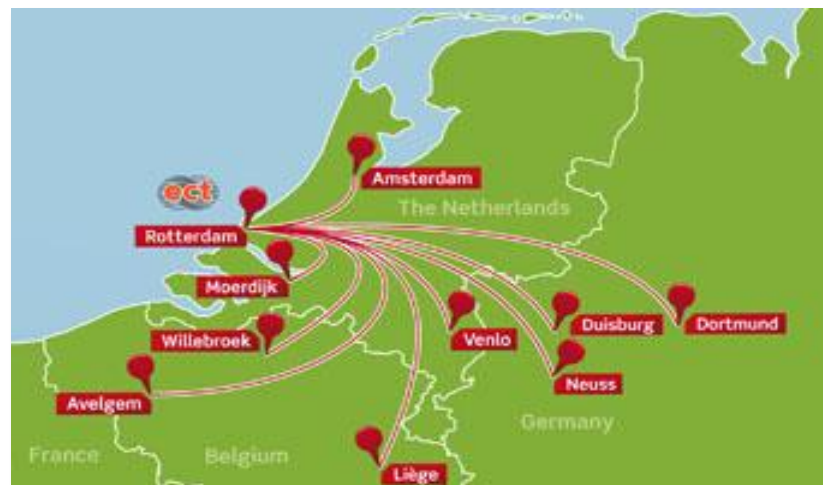 Amsterdam
ect
The Netherlands
Rotterdam
Moerdijk
Willebroek
Venlo
Duisburg
Dortmund
Neuss
Avelgem
Germany
France
Belgium
Liège